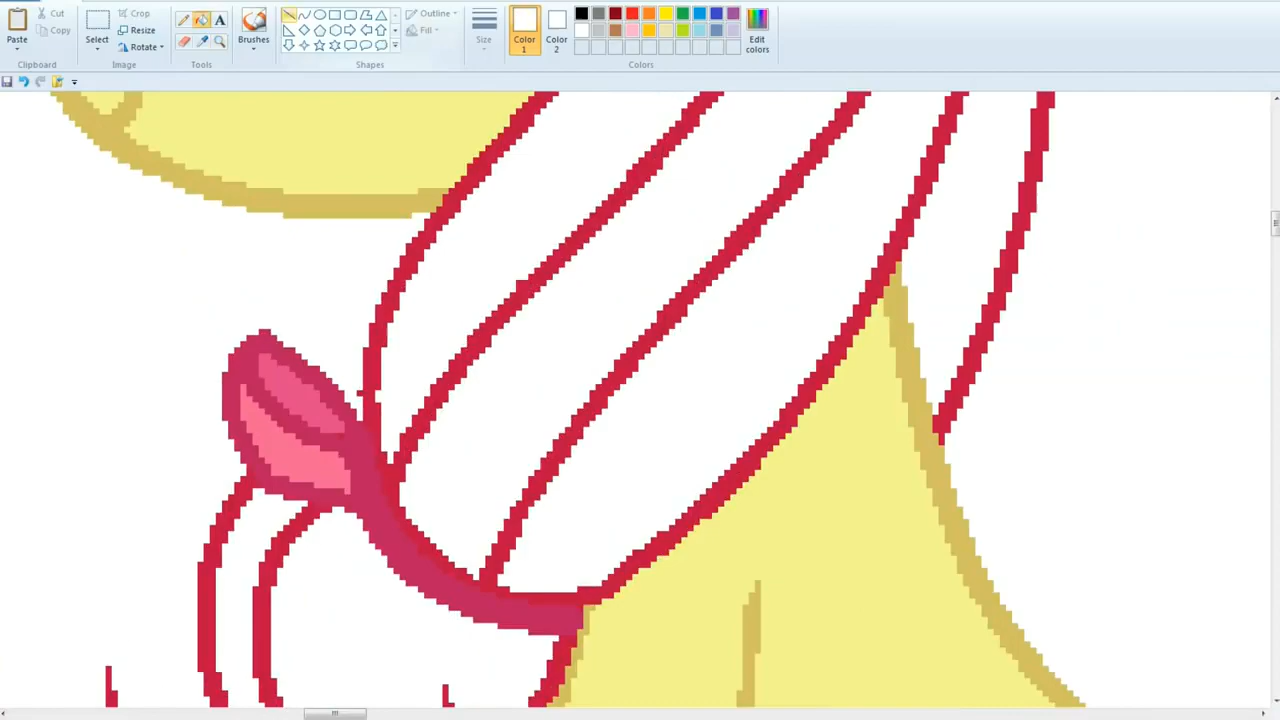 Paste
Cut
Copy
Clipboard
Select
Crop
Resize
Rotate
Image
A
Tools
Brushes
Shapes
Outline
Fill
Size
Color 1
Color 2
Edit colors
Colors